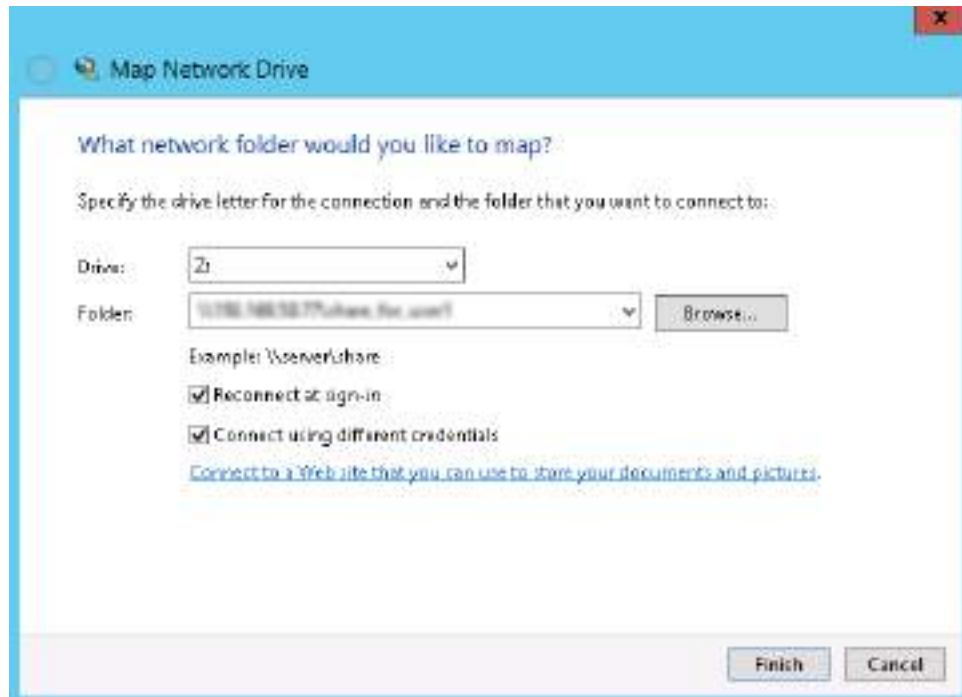 Map Network Drive
What network folder would you like to map?
Specify the drive letter for the connection and the folder that you want to connect to:
Drive: Z:
Folder: Browse...
Example: \\server\share
Reconnect at sign-in
Connect using different credentials
Connect to a Web site that you can use to store your documents and pictures.
Finish Cancel